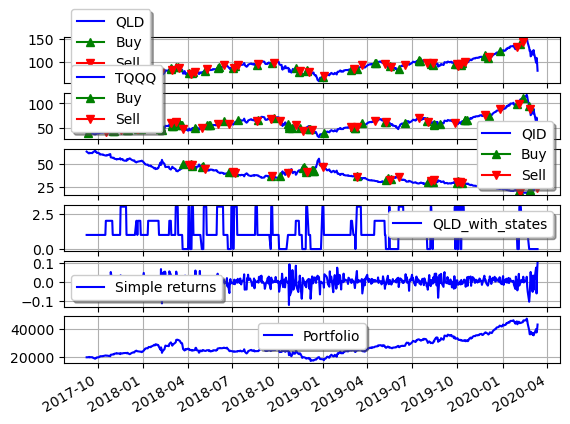 QLD
Buy
Sell
150
100
TQQQ
Buy
Sell
100
50
QID
Buy
Sell
50
25
QLD_with_states
2.5
0.0
Simple returns
0.1
0.0
−0.1
Portfolio
40000
20000
2017-10
2018-01
2018-04
2018-07
2018-10
2019-01
2019-04
2019-07
2019-10
2020-01
2020-04